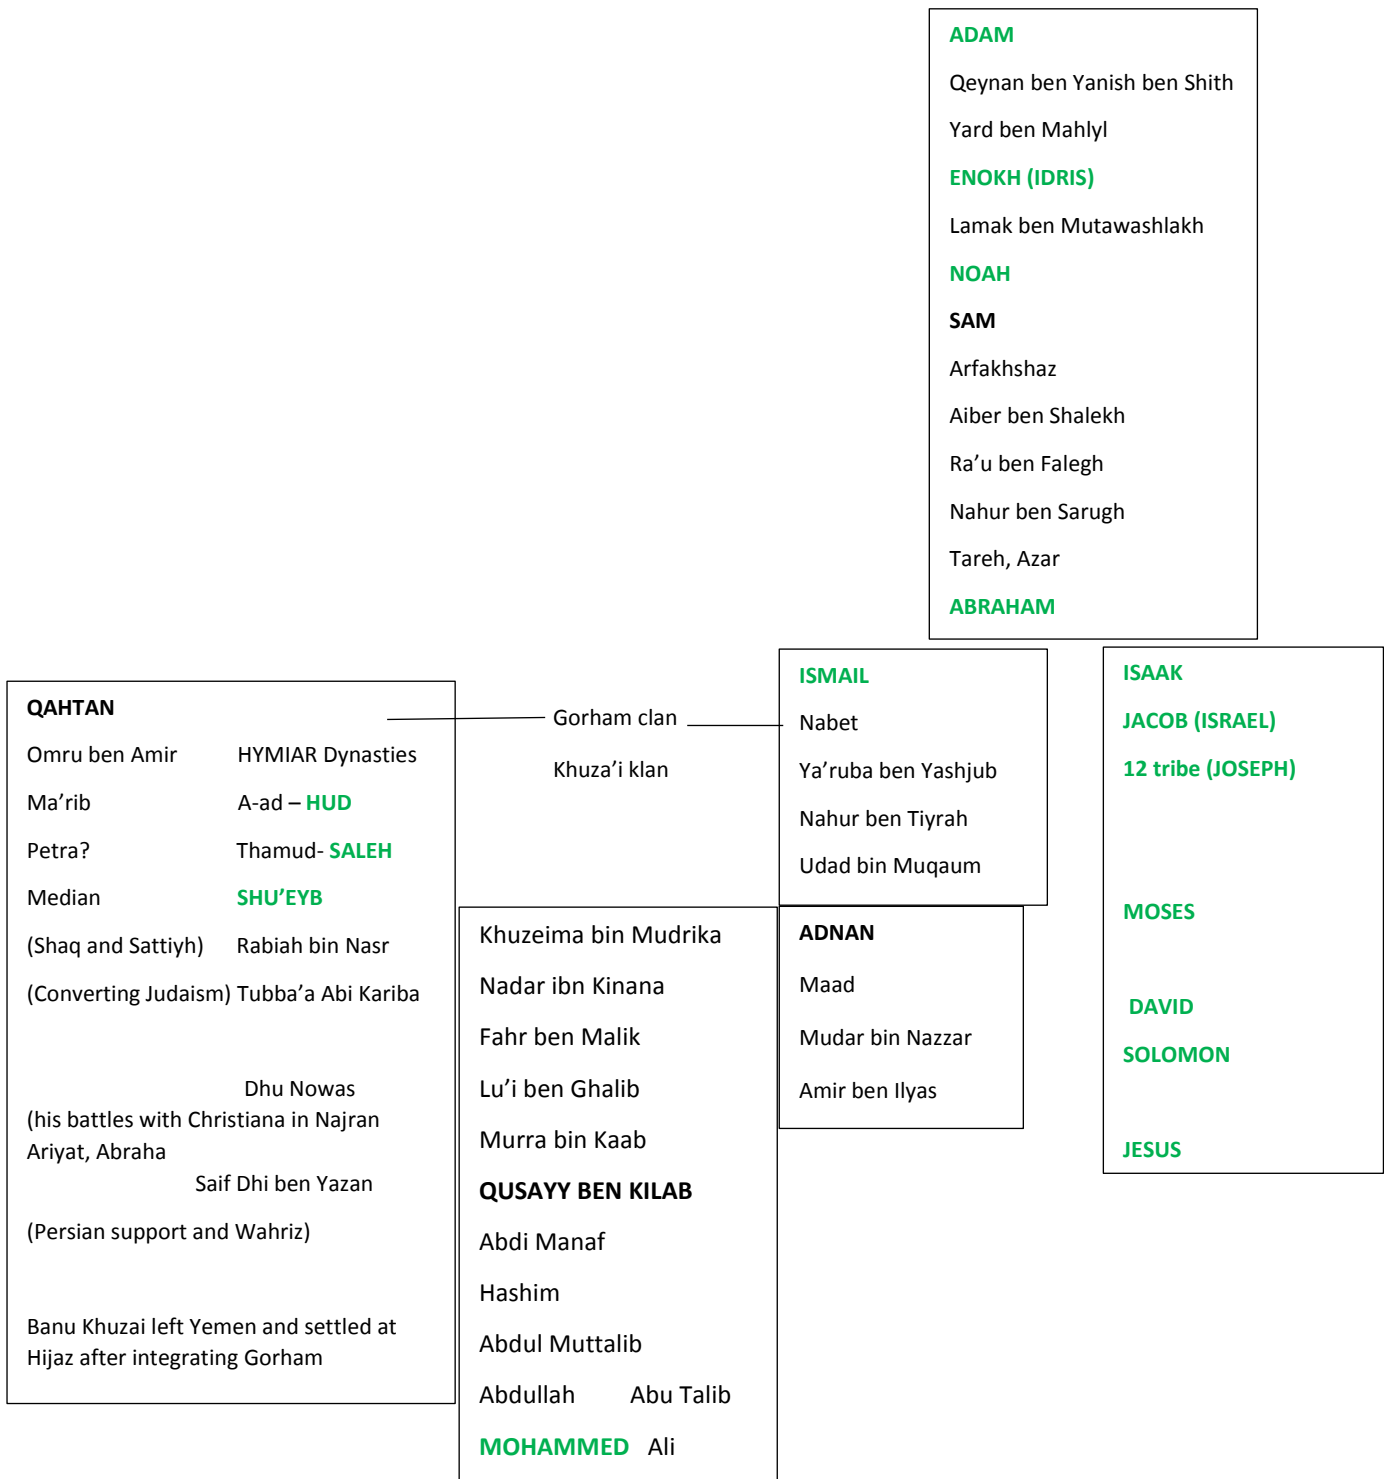 ADAM
Qeynan ben Yanish ben Shith
Yard ben Mahlyl
ENOKH (IDRIS)
Lamak ben Mutawashlakh
NOAH
SAM
Arfakhshaz
Aiber ben Shalekh
Ra’u ben Falegh
Nahur ben Sarugh
Tareh, Azar
ABRAHAM
QAHTAN
Omru ben Amir HYMIAR Dynasties
Ma’rib A-ad – HUD
Petra? Thamud- SALEH
Median SHU’EYB
(Shaq and Sattiyh) Rabiah bin Nasr
(Converting Judaism) Tubba’a Abi Kariba
Dhu Nowas
(his battles with Christiana in Najran
Ariyat, Abraha
Saif Dhi ben Yazan
(Persian support and Wahriz)
Banu Khuzai left Yemen and settled at
Hijaz after integrating Gorham
Gorham clan
Khuza’i klan
ISMAIL
Nabet
Ya’ruba ben Yashjub
Nahur ben Tiyrah
Udad bin Muqaum
ADNAN
Maad
Mudar bin Nazzar
Amir ben Ilyas
Khuzeima bin Mudrika
Nadar ibn Kinana
Fahr ben Malik
Lu’i ben Ghalib
Murra bin Kaab
QUSAYY BEN KILAB
Abdi Manaf
Hashim
Abdul Muttalib
Abdullah Abu Talib
MOHAMMED Ali
ISAAK
JACOB (ISRAEL)
12 tribe (JOSEPH)
MOSES
DAVID
SOLOMON
JESUS